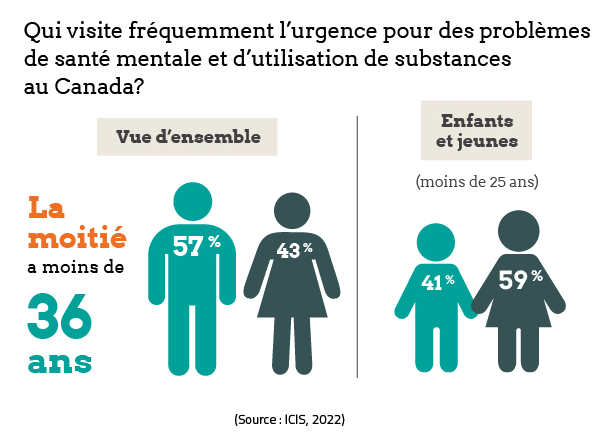 Qui visite fréquemment l’urgence pour des problèmes
de santé mentale et d’utilisation de substances
au Canada?
Vue d’ensemble
La
moitié
a moins de
36
ans
57 %
43 %
Enfants
et jeunes
(moins de 25 ans)
41 %
59 %
(Source : ICIS, 2022)